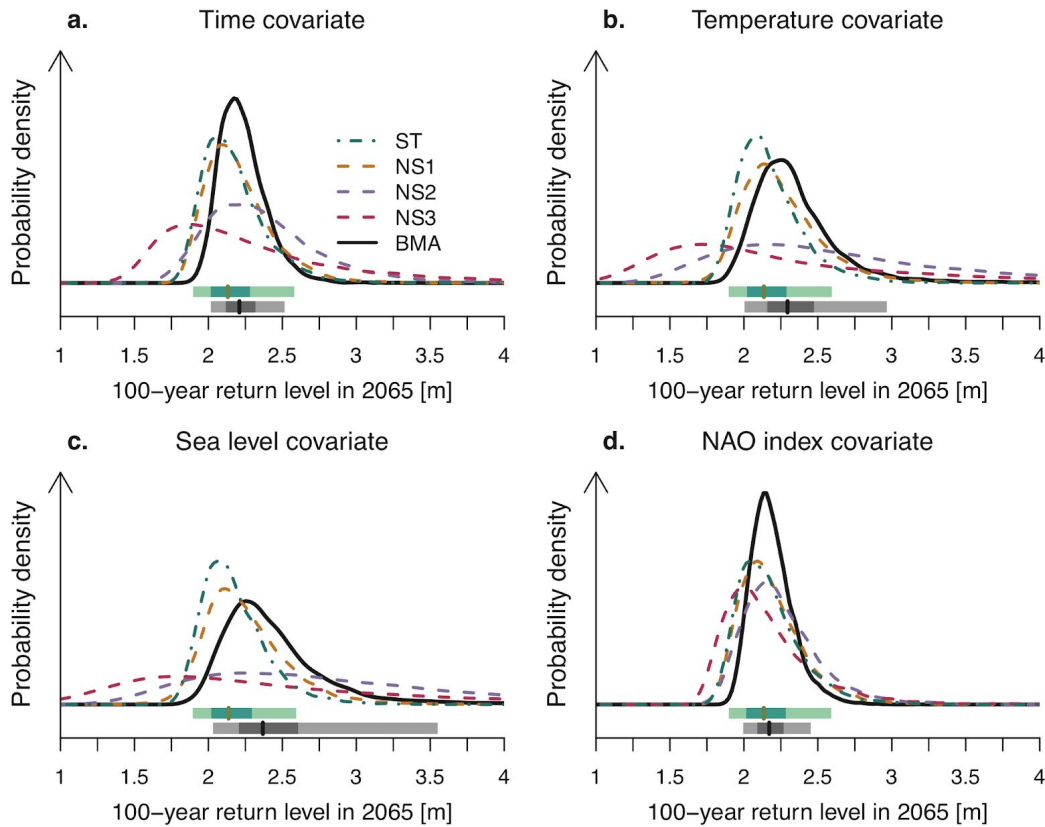 a. Time covariate
Probability density
ST
NS1
NS2
NS3
BMA
1 1.5 2 2.5 3 3.5 4
100−year return level in 2065 [m]
b. Temperature covariate
Probability density
1 1.5 2 2.5 3 3.5 4
100−year return level in 2065 [m]
c. Sea level covariate
Probability density
1 1.5 2 2.5 3 3.5 4
100−year return level in 2065 [m]
d. NAO index covariate
Probability density
1 1.5 2 2.5 3 3.5 4
100−year return level in 2065 [m]